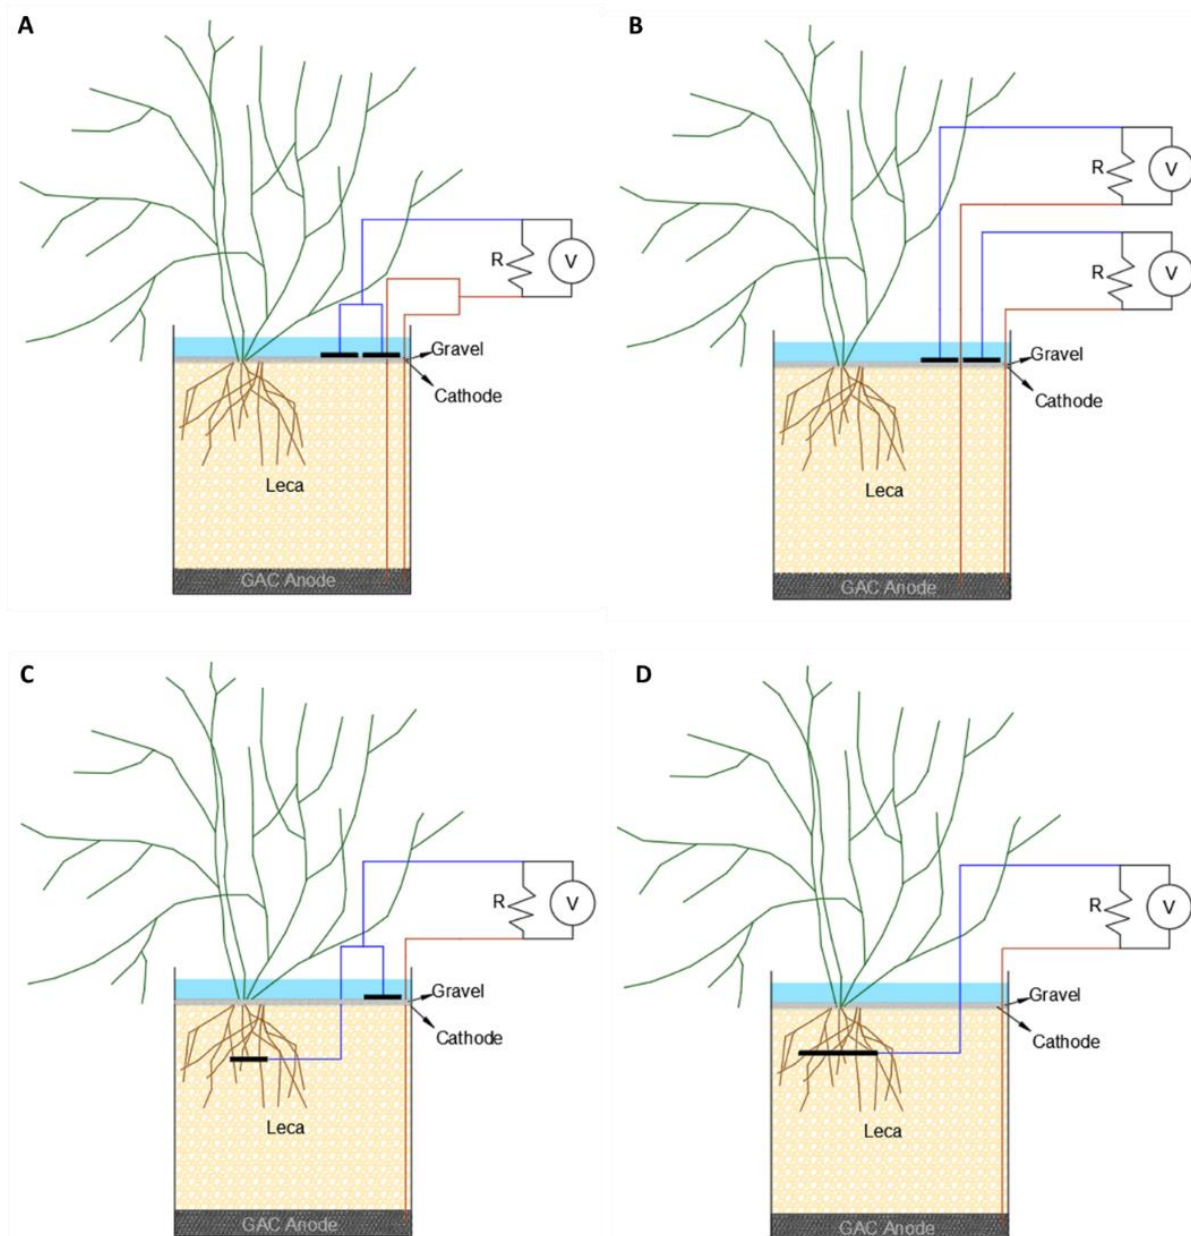 A
R
V
Gravel
Cathode
Leca
GAC Anode
B
R
V
R
V
Gravel
Cathode
Leca
GAC Anode
C
R
V
Gravel
Cathode
Leca
GAC Anode
D
R
V
Gravel
Cathode
Leca
GAC Anode